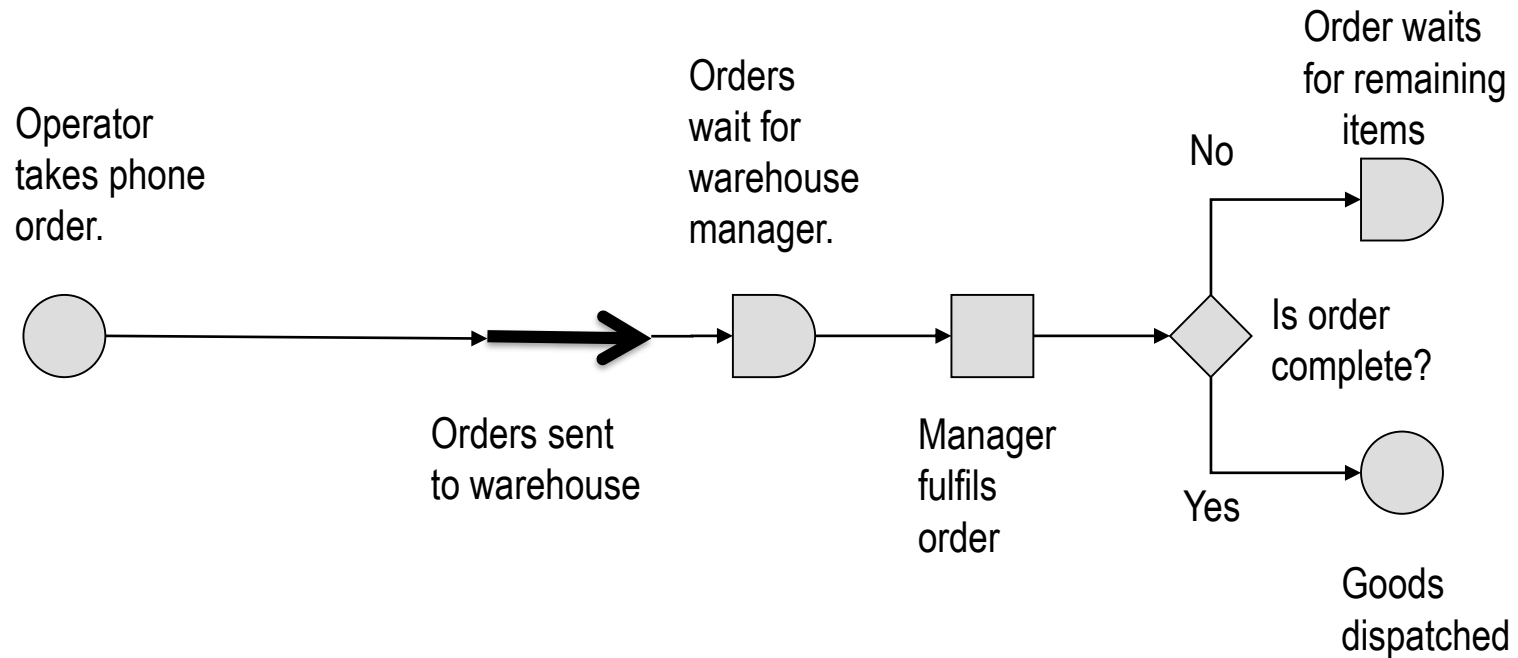 Operator
takes phone
order.
Orders sent
to warehouse
Orders
wait for
warehouse
manager.
Manager
fulfils
order
Is order
complete?
No
Order waits
for remaining
items
Yes
Goods
dispatched